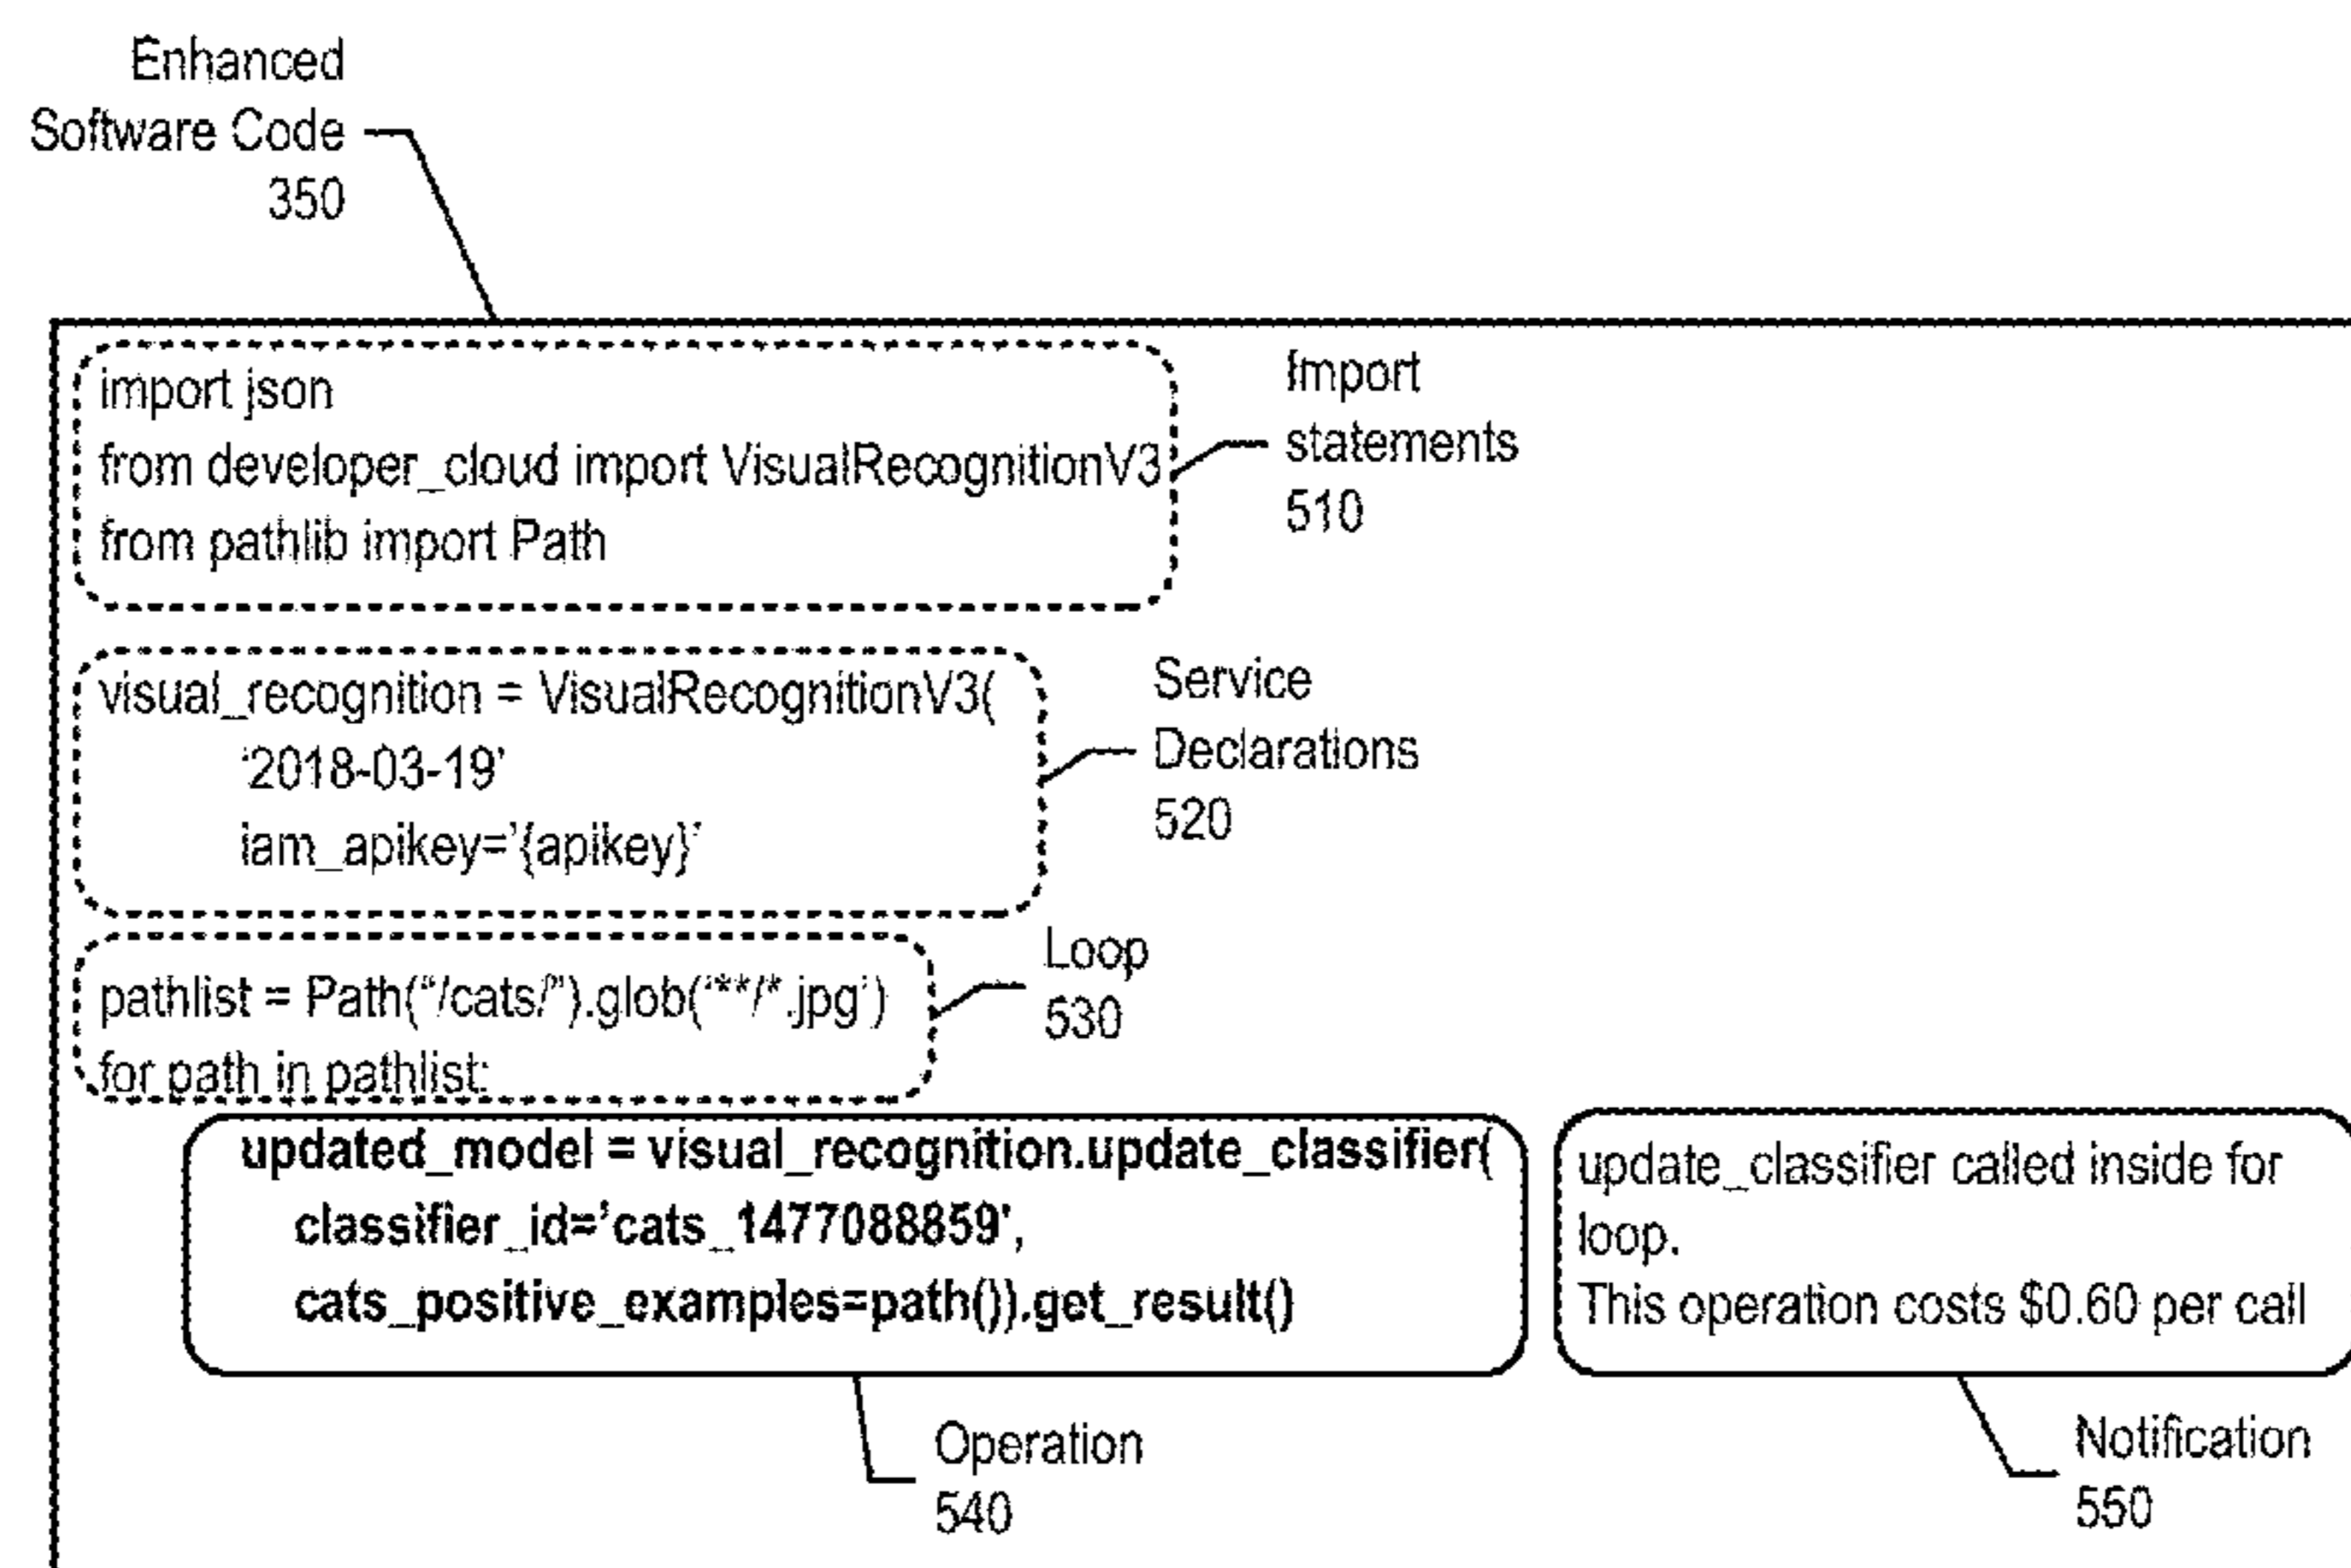 Enhanced
Software Code
350
import json
from developer_cloud import VisualRecognitionV3
from pathlib import Path
Import
statements
510
visual_recognition = VisualRecognitionV3(
‘2018-03-19’
iam_apikey=’{apikey}’
Service
Declarations
520
pathlist = Path(“/cats/”).glob(‘**/*.jpg’)
for path in pathlist:
Loop
530
updated_model = visual_recognition.update_classifier(
classifier_id=’cats_1477088859’,
cats_positive_examples=path()).get_result()
update_classifier called inside for
loop.
This operation costs $0.60 per call
Operation
540
Notification
550